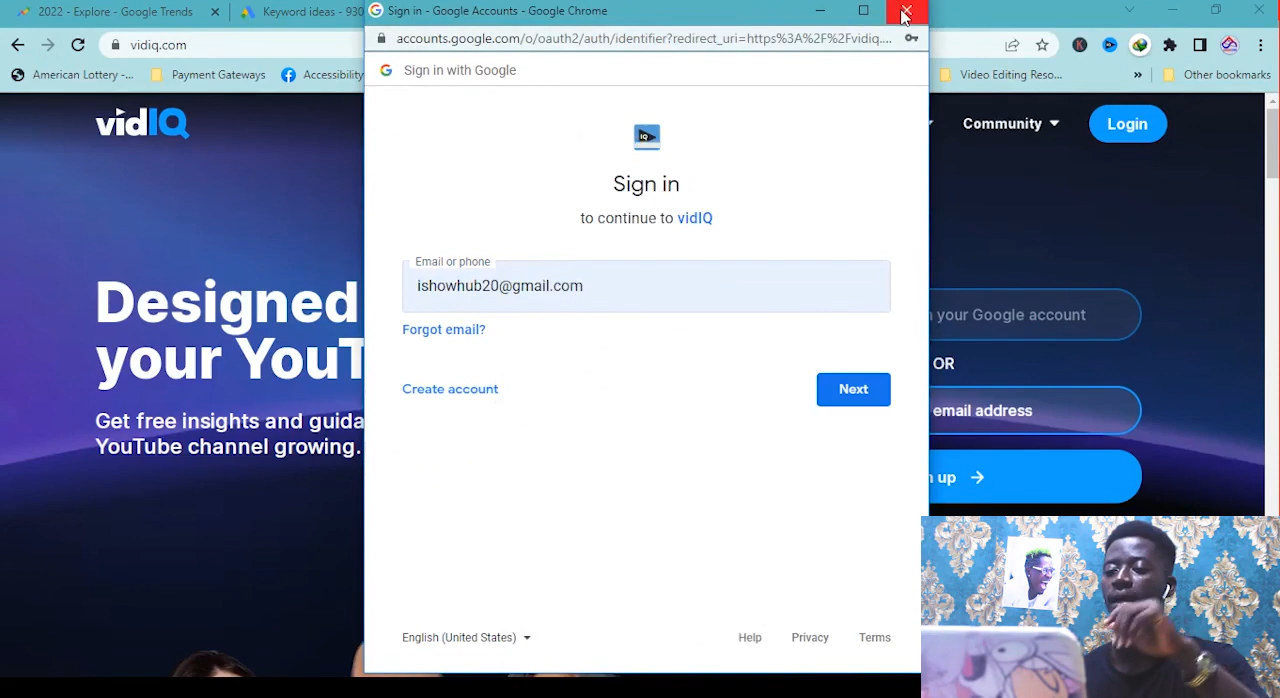 2022 - Explore - Google Trends
Keyword ideas - 930
Sign in - Google Accounts - Google Chrome
vidiq.com
accounts.google.com/o/oauth2/auth/identifier?redirect_uri=https%3A%2F%2Fvidiq....
American Lottery -...
Payment Gateways
Accessibility
Sign in with Google
Video Editing Reso...
»
Other bookmarks
vidIQ
Community
Login
IQ
Sign in
to continue to vidIQ
Email or phone
ishowhub20@gmail.com
Forgot email?
Create account
Next
Designed
your YouT
Get free insights and guida
YouTube channel growing.
your Google account
OR
email address
up
English (United States)
Help
Privacy
Terms